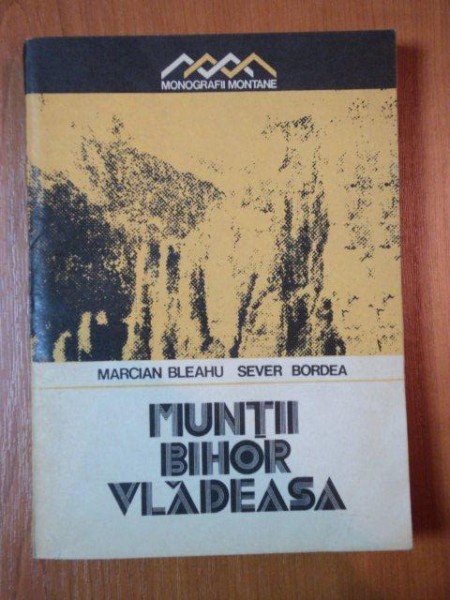 MONOGRAFII MONTANE
MARCIAN BLEAHU SEVER BORDEA
MUNȚII
BIHOR
VLĂDEASA